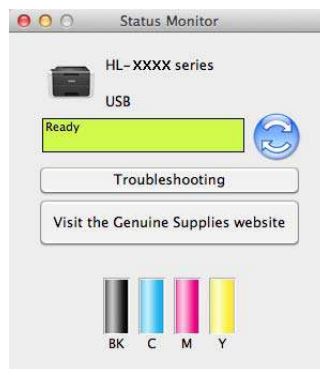 Status Monitor
HL-XXXX series
USB
Ready
Troubleshooting
Visit the Genuine Supplies website
BK C M Y